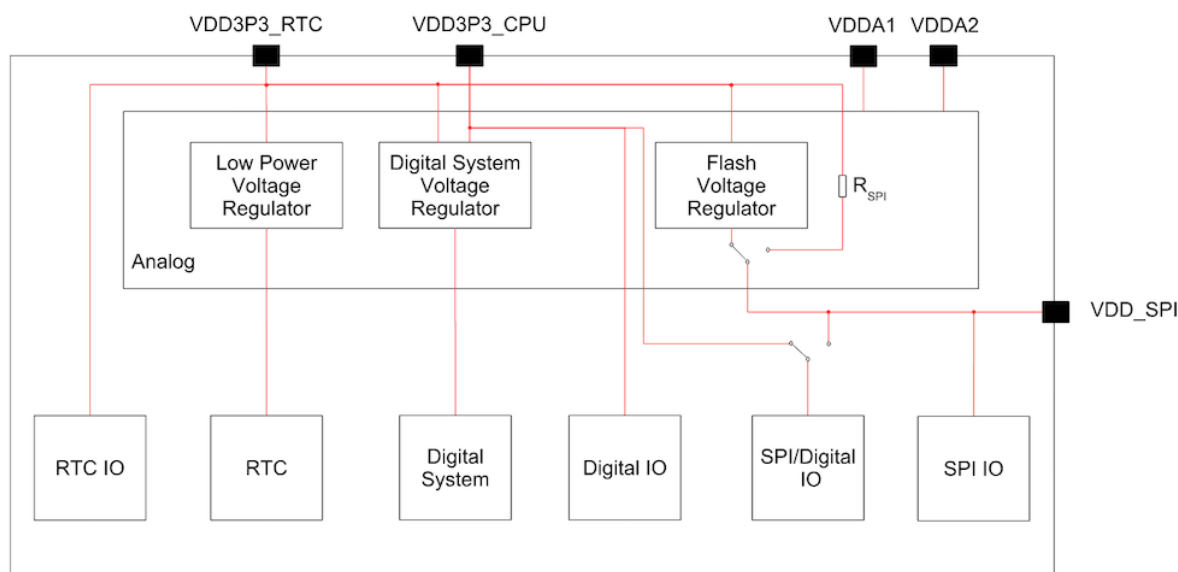 VDD3P3_RTC
VDD3P3_CPU
VDDA1
VDDA2
Low Power
Voltage
Regulator
Digital System
Voltage
Regulator
Flash
Voltage
Regulator
RSPI
Analog
VDD_SPI
RTC IO
RTC
Digital
System
Digital IO
SPI/Digital
IO
SPI IO